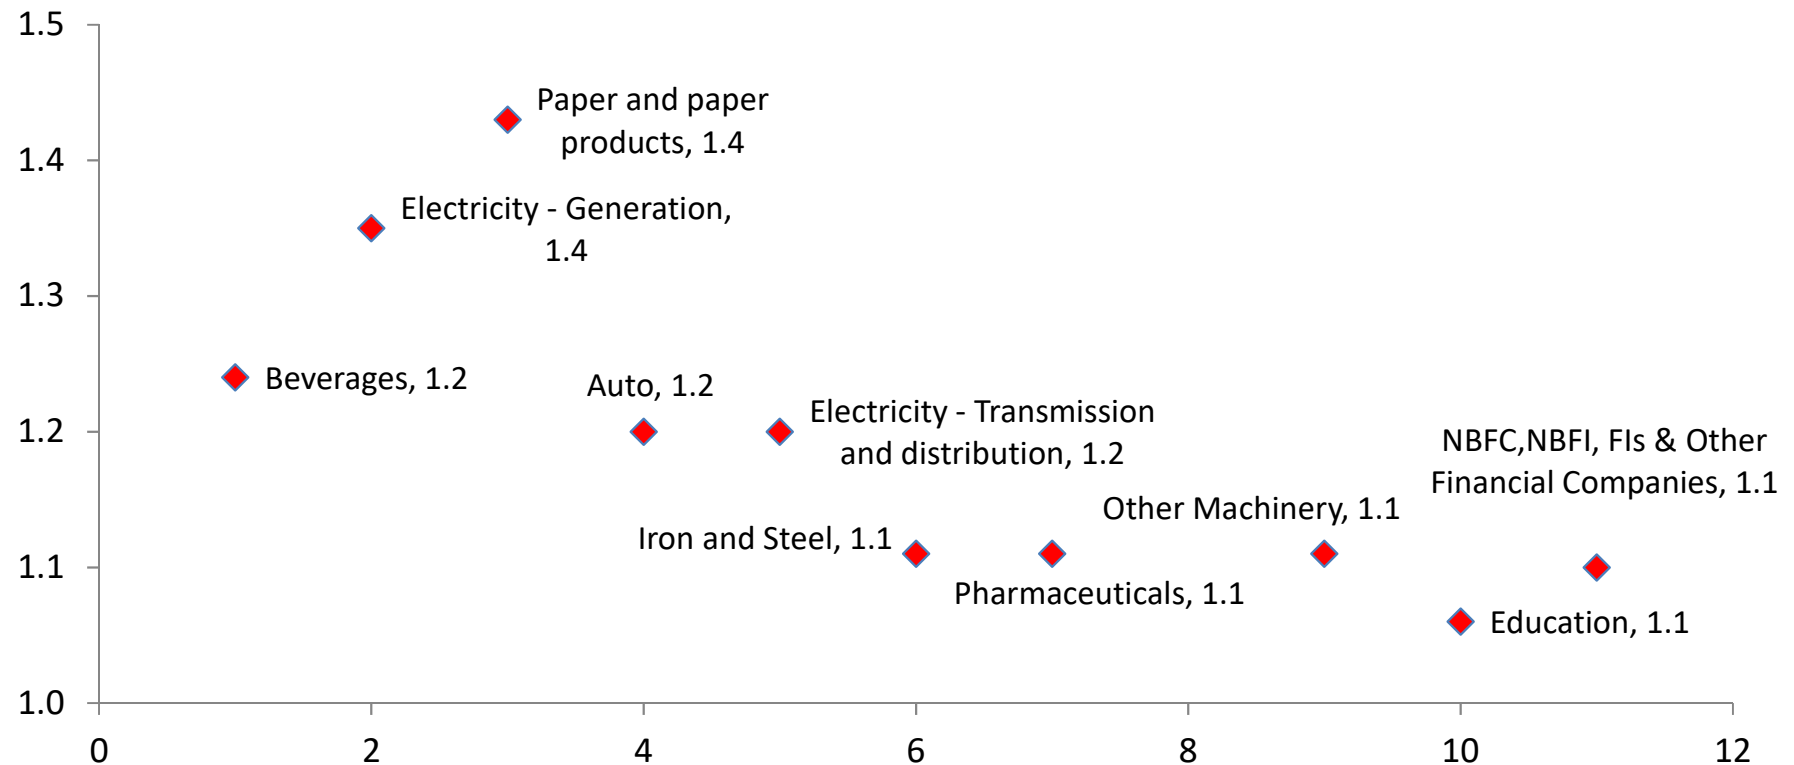 1.5
Paper and paper
products, 1.4
1.4
Electricity - Generation,
1.4
1.3
Beverages, 1.2
Auto, 1.2
Electricity - Transmission
and distribution, 1.2
1.2
NBFC,NBFI, FIs & Other
Financial Companies, 1.1
Other Machinery, 1.1
Iron and Steel, 1.1
1.1
Pharmaceuticals, 1.1
Education, 1.1
1.0
0 2 4 6 8 10 12